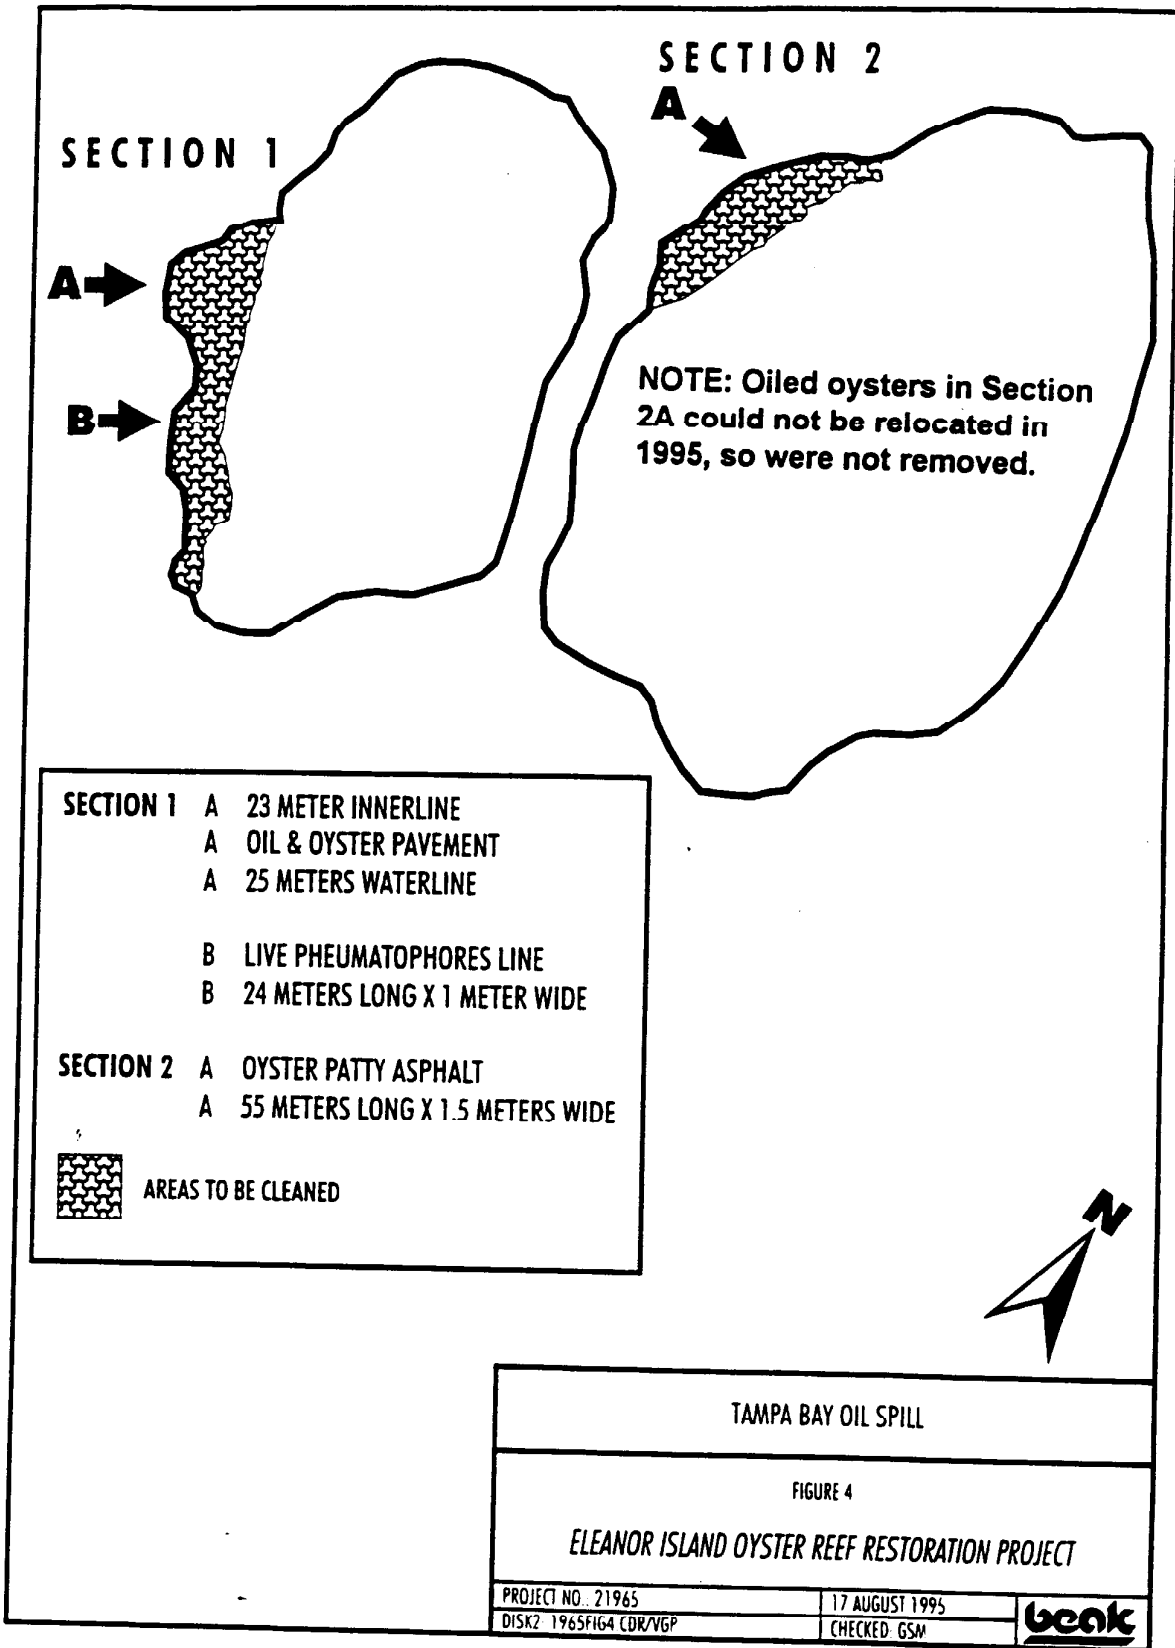 SECTION 2
A
SECTION 1
A
B
NOTE: Oiled oysters in Section
2A could not be relocated in
1995, so were not removed.
SECTION 1 A 23 METER INNERLINE
A OIL & OYSTER PAVEMENT
A 25 METERS WATERLINE
B LIVE PHEUMATOPHORES LINE
B 24 METERS LONG X 1 METER WIDE
SECTION 2 A OYSTER PATTY ASPHALT
A 55 METERS LONG X 1.5 METERS WIDE
AREAS TO BE CLEANED
N
TAMPA BAY OIL SPILL
FIGURE 4
ELEANOR ISLAND OYSTER REEF RESTORATION PROJECT
PROJECT NO.: 21965
17 AUGUST 1995
beak
DISK2: 1965FIG4 CDR/VGP
CHECKED: GSM